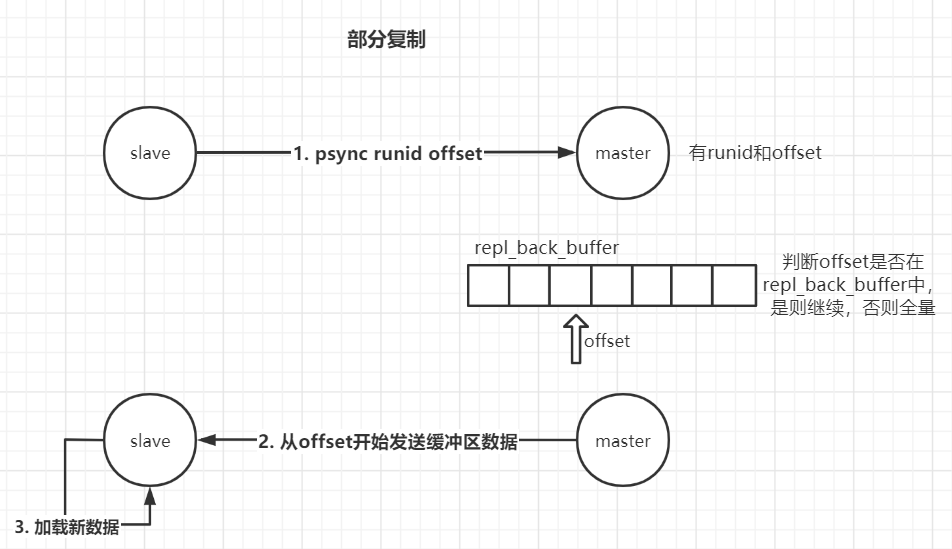 部分复制
slave
1. psync runid offset
master
有runid和offset
repl_back_buffer
判断offset是否在
repl_back_buffer中，
是则继续，否则全量
offset
slave
2. 从offset开始发送缓冲区数据
master
3. 加载新数据